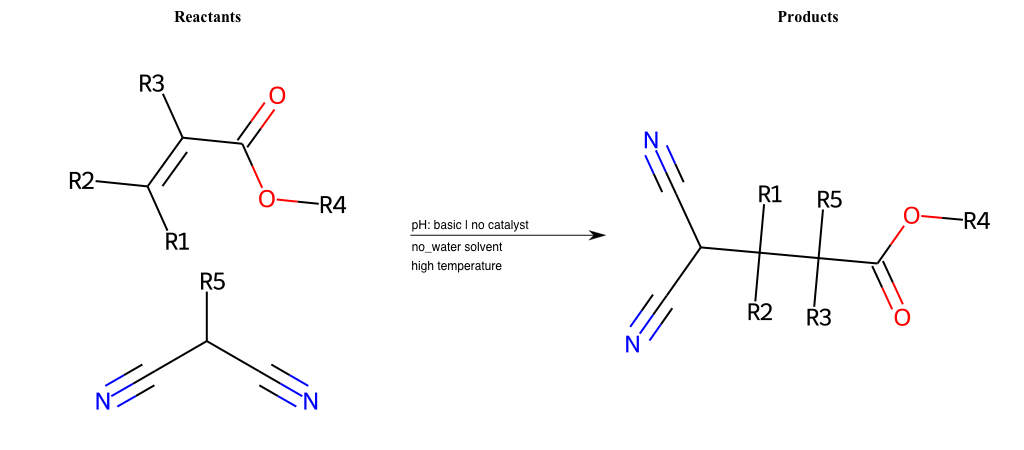 Reactants
Products
R3
O
R2
O
R4
R1
R5
N
N
pH: basic | no catalyst
no_water solvent
high temperature
N
R1
R5
O
R4
R2
R3
O
N